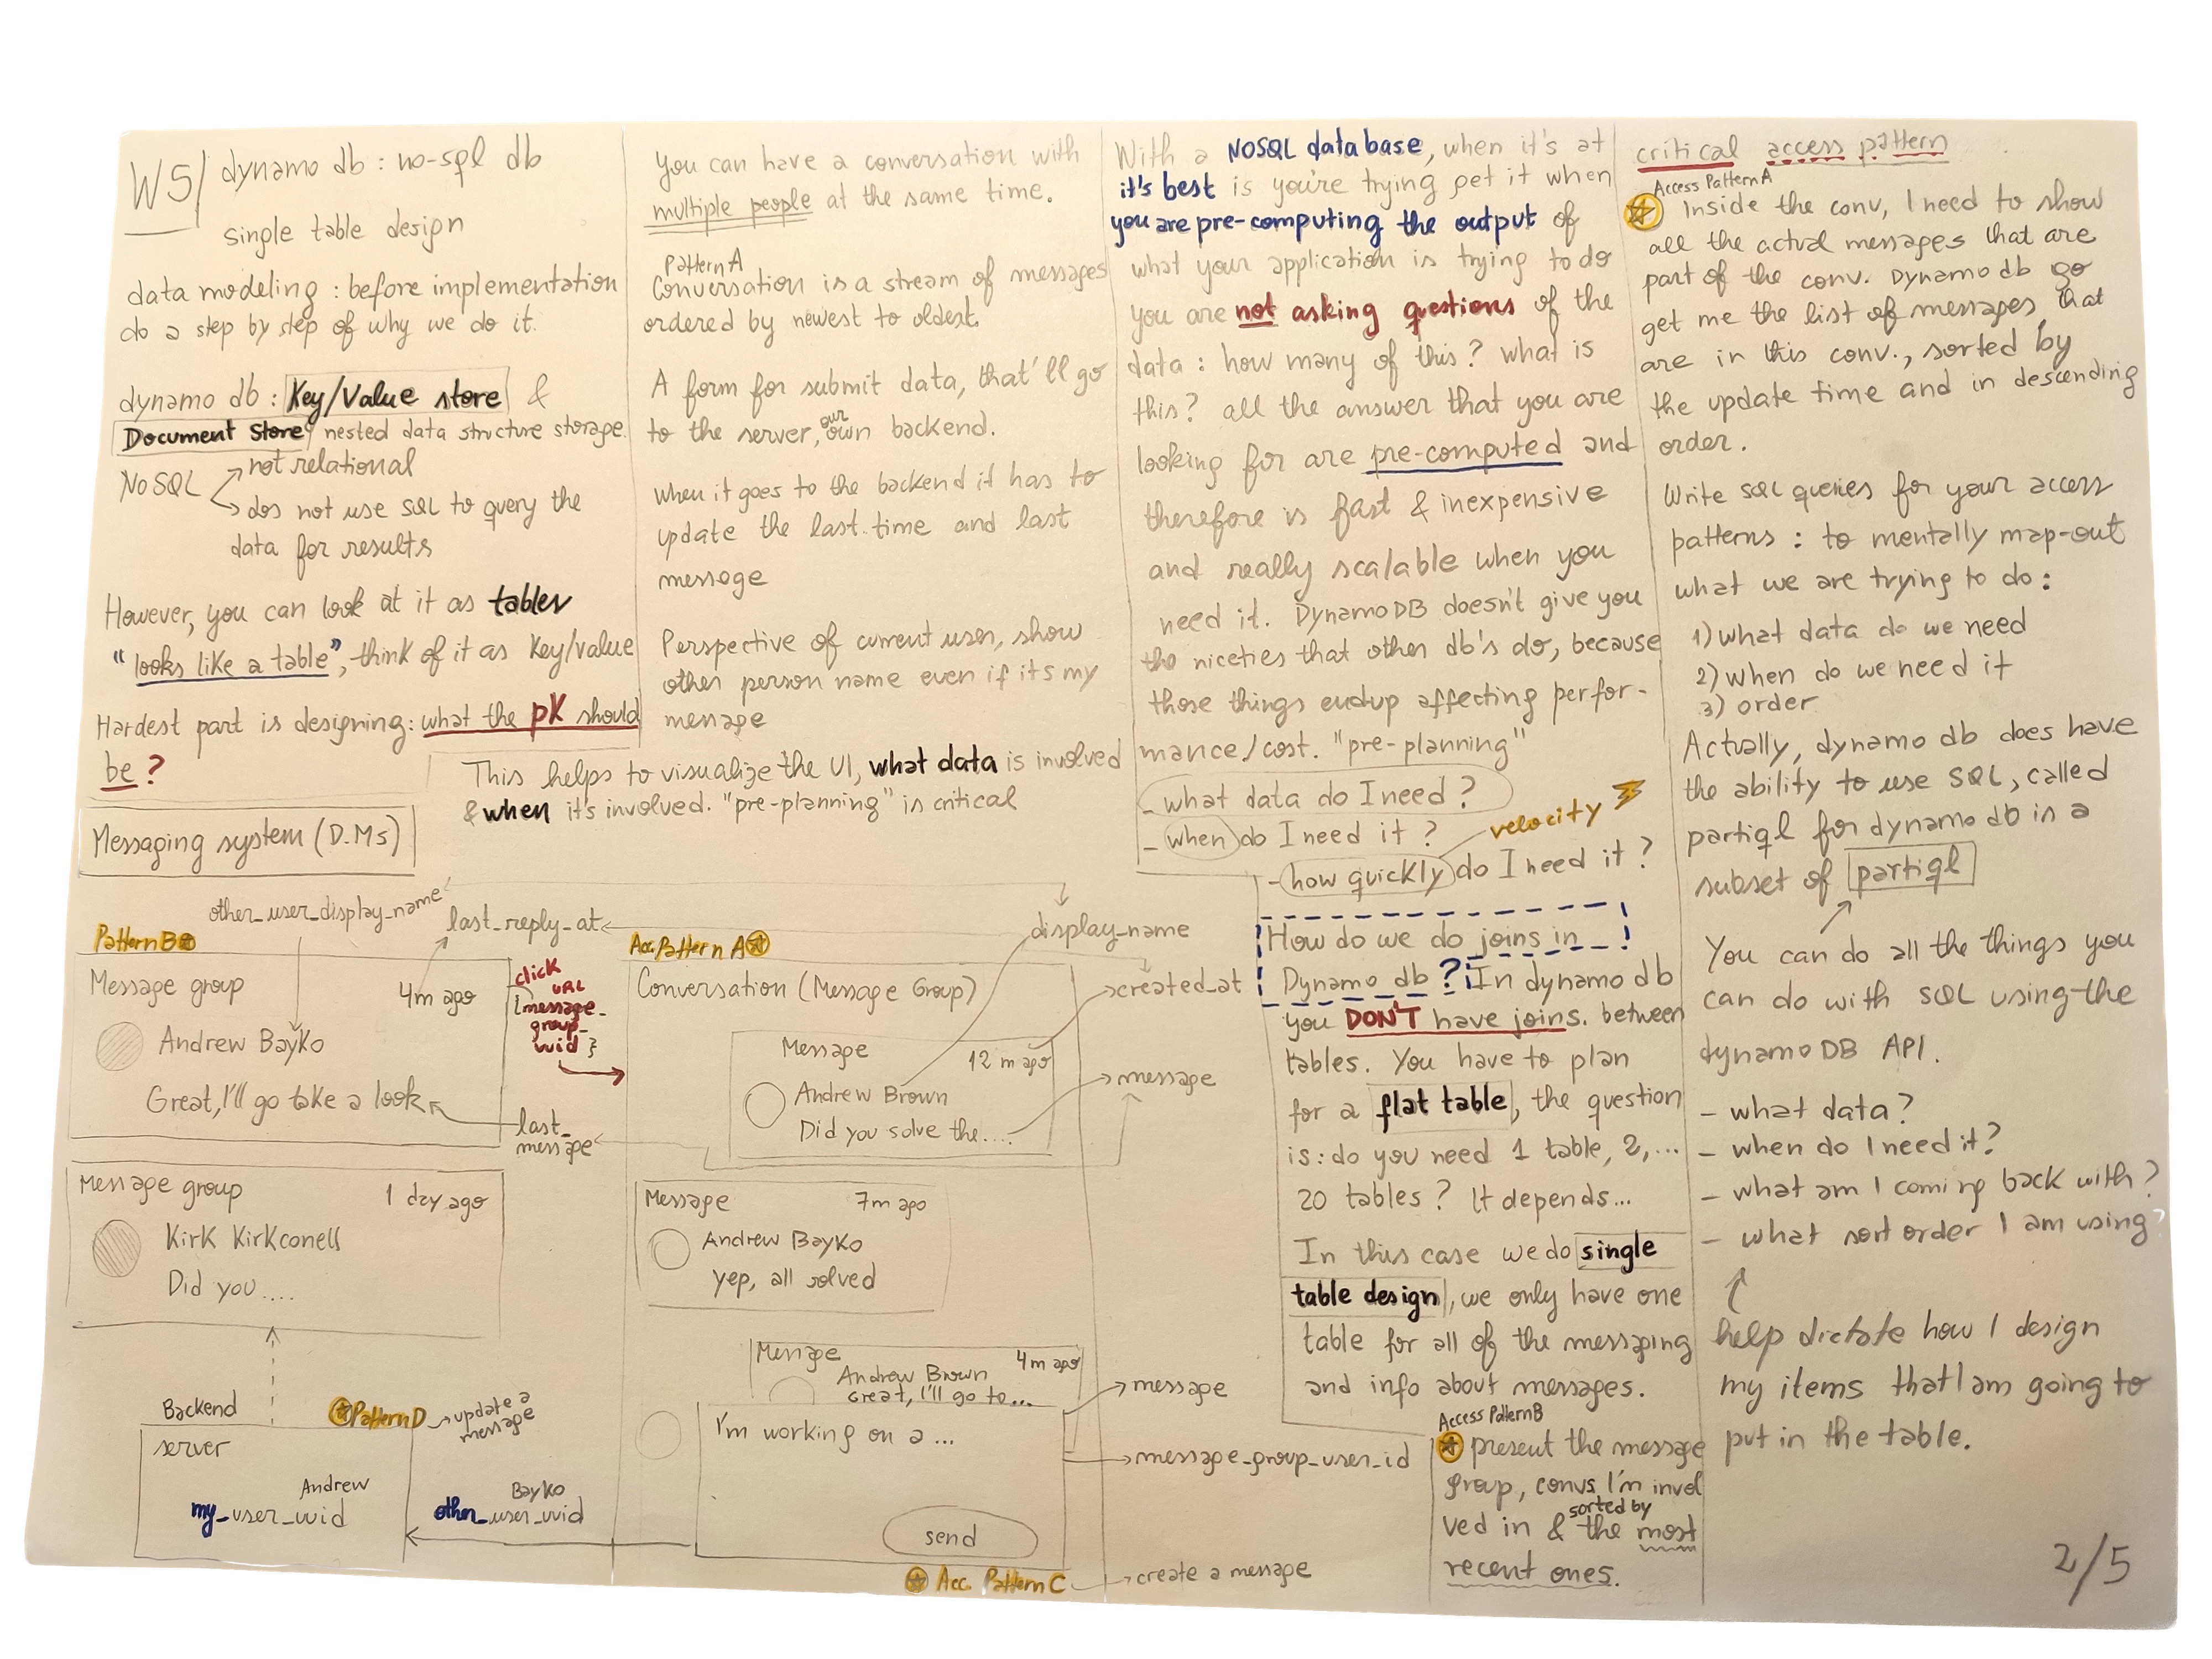 W5/ dynamo db : no-sql db
single table design
data modeling : before implementation
do a step by step of why we do it.
dynamo db : Key/Value store &
Document Store, nested data structure storage.
NoSQL → not relational
→ does not use SQL to query the
data for results
However, you can look at it as tables
"looks like a table", think of it as key/value
Hardest part is designing: what the pK should
be ?
Messaging system (D.Ms)
You can have a conversation with
multiple people at the same time.
Pattern A
Conversation is a stream of messages
ordered by newest to oldest.
A form for submit data, that'll go
to the server, our own backend.
When it goes to the backend it has to
update the last time and last
message
Perspective of current user, show
other person name even if its my
message
This helps to visualize the UI, what data is involved
& when it's involved. "pre-planning" is critical
other_user_display_name
last_reply_at
Pattern B
Message group
4m ago
Andrew Bayko
Great, I'll go take a look
last_
message
click
URL
[message_
group_
uuid }
Message group
1 day ago
Kirk Kirkconell
Did you ....
Backend
server
Pattern D → update a
message
Andrew
my_user_uuid
Bayko
other_user_uuid
Acc. Pattern A
Conversation (Message Group)
Message
12 m ago
Andrew Brown
Did you solve the....
display_name
created_at
message
Message
7m ago
Andrew Bayko
yep, all solved
Message
4m ago
Andrew Brown
Great, I'll go to...
I'm working on a ...
send
message
message_group_user_id
Acc. Pattern C → create a message
With a NOSQL database, when it's at
it's best is you're trying get it when
you are pre-computing the output of
what your application is trying to do
you are not asking questions of the
data : how many of this ? what is
this ? all the answer that you are
looking for are pre-computed and
therefore is fast & inexpensive
and really scalable when you
need it. DynamoDB doesn't give you
the niceties that other db's do, because
those things endup affecting perfor-
mance/cost. "pre-planning"
- what data do I need ?
- when do I need it ?
- how quickly do I need it ?
velocity
How do we do joins in
Dynamo db ? In dynamo db
you DON'T have joins. between
tables. You have to plan
for a flat table, the question
is : do you need 1 table, 2, ...
20 tables ? It depends...
In this case we do single
table design, we only have one
table for all of the messaging
and info about messages.
Access Pattern B
present the message
group, convs I'm invol
ved in & sorted by the most
recent ones.
critical access pattern
Access Pattern A
Inside the conv, I need to show
all the actual messages that are
part of the conv. Dynamo db go
get me the list of messages that
are in this conv., sorted by
the update time and in descending
order.
Write SQL queries for your access
patterns : to mentally map-out
what we are trying to do :
1) what data do we need
2) when do we need it
3) order
Actually, dynamo db does have
the ability to use SQL, called
partiql for dynamo db is a
subset of partiql
You can do all the things you
can do with SQL using the
dynamoDB API.
- what data ?
- when do I need it ?
- what am I coming back with ?
- what sort order I am using ?
help dictate how I design
my items that I am going to
put in the table.
2/5